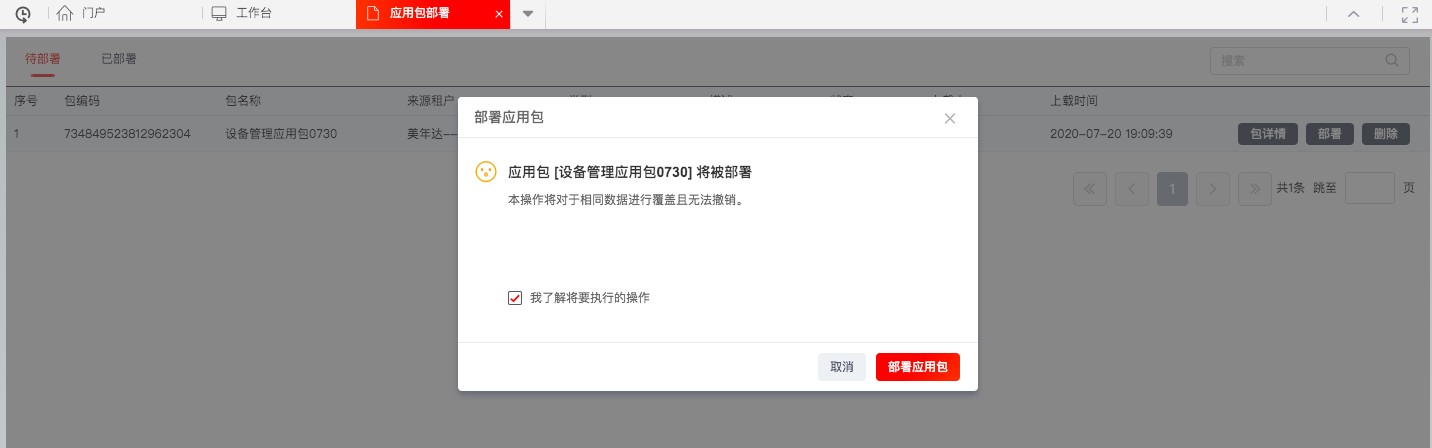 门户
工作台
应用包部署
待部署
已部署
搜索
序号 包编码 包名称 来源租户 上载时间
1 734849523812962304 设备管理应用包0730 美年达-- 2020-07-20 19:09:39 包详情 部署 删除
1 共1条 跳至 页
部署应用包
应用包 [设备管理应用包0730] 将被部署
本操作将对于相同数据进行覆盖且无法撤销。
我了解将要执行的操作
取消 部署应用包